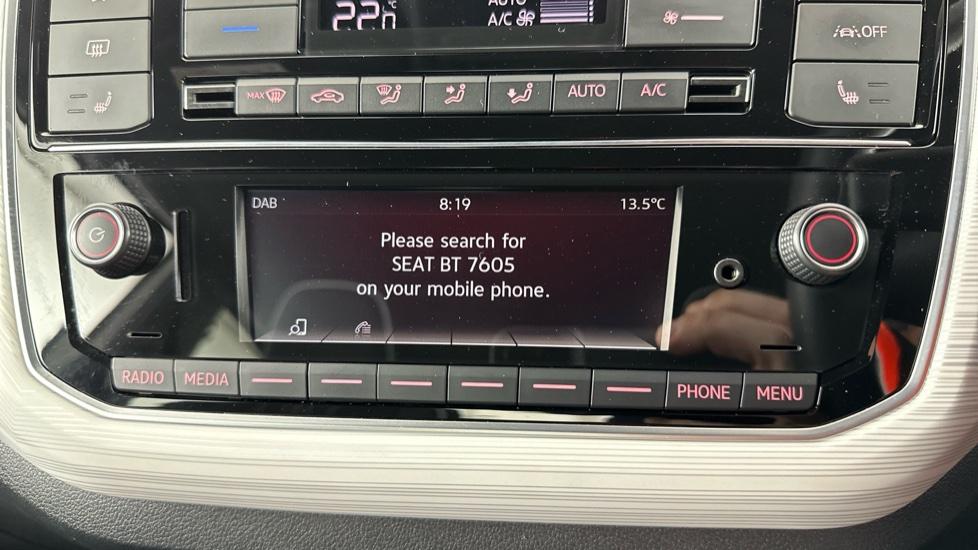 AUTO
22
°C
A/C
OFF
MAX
AUTO
A/C
DAB 8:19 13.5°C
Please search for
SEAT BT 7605
on your mobile phone.
RADIO MEDIA PHONE MENU